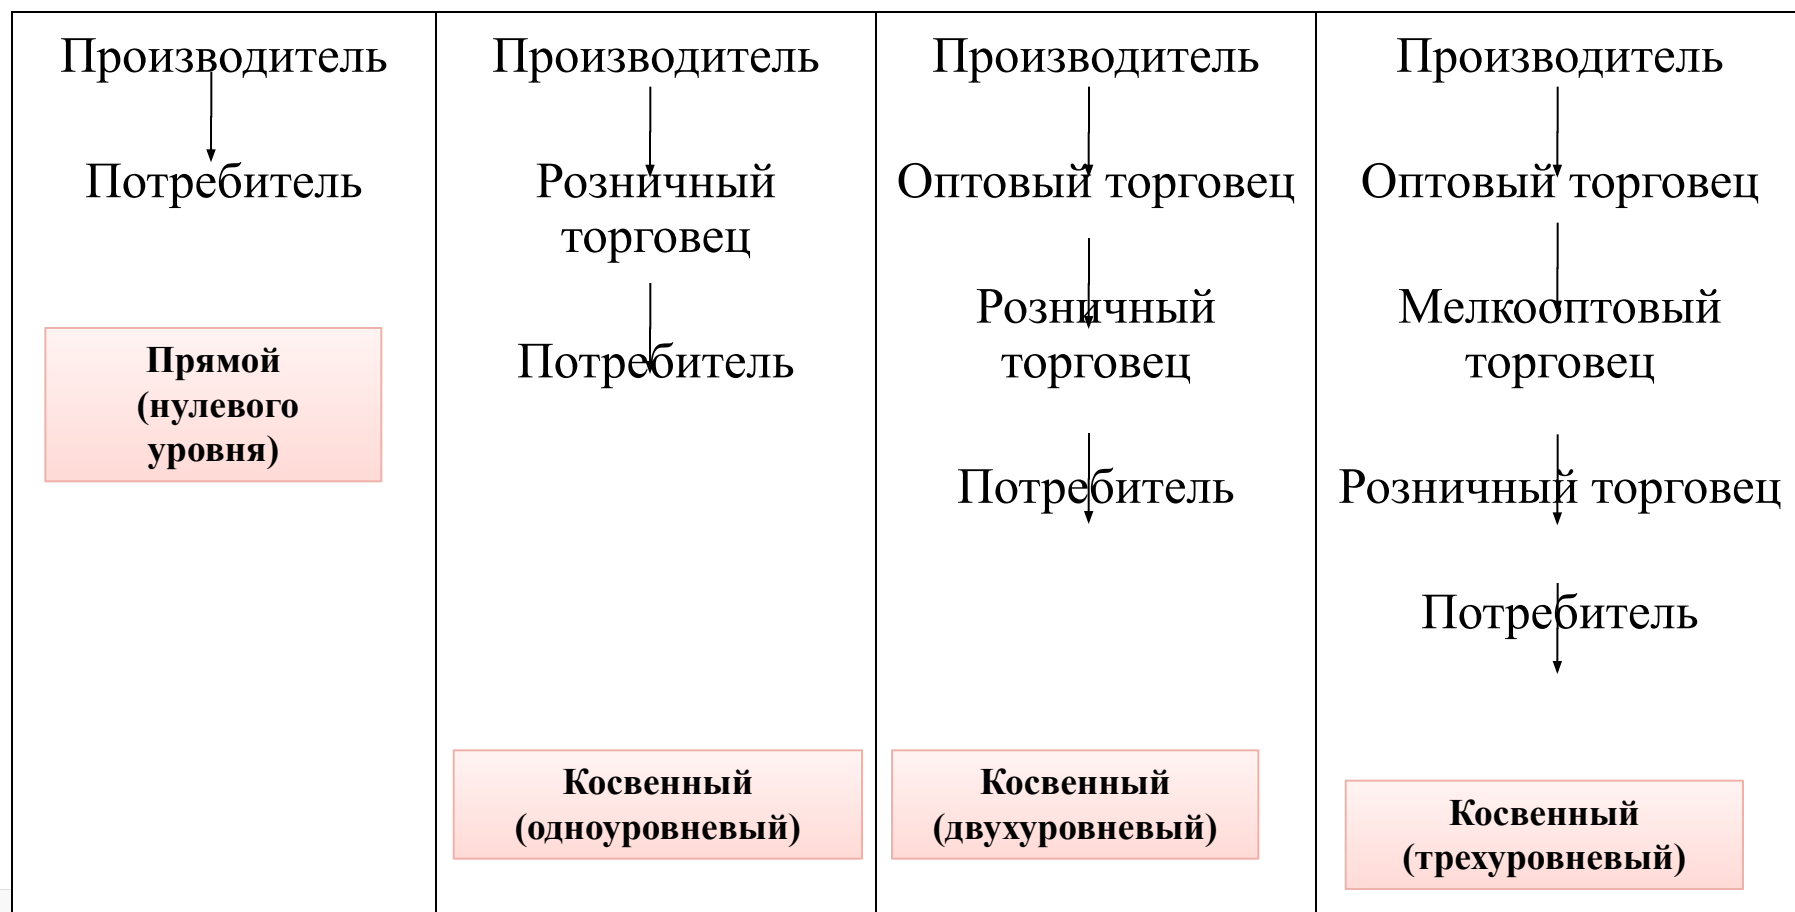 Производитель
Потребитель
Прямой
(нулевого
уровня)
Производитель
Розничный
торговец
Потребитель
Косвенный
(одноуровневый)
Производитель
Оптовый торговец
Розничный
торговец
Потребитель
Косвенный
(двухуровневый)
Производитель
Оптовый торговец
Мелкооптовый
торговец
Розничный торговец
Потребитель
Косвенный
(трехуровневый)